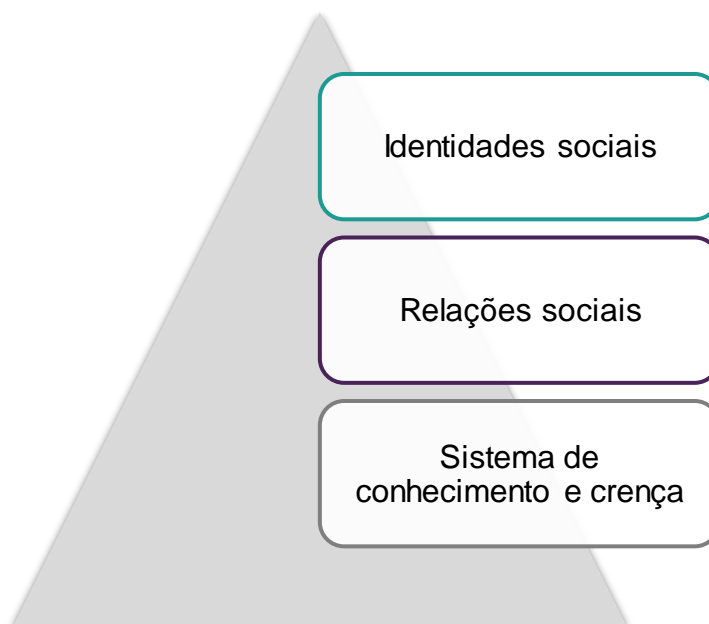 Identidades sociais
Relações sociais
Sistema de
conhecimento e crença